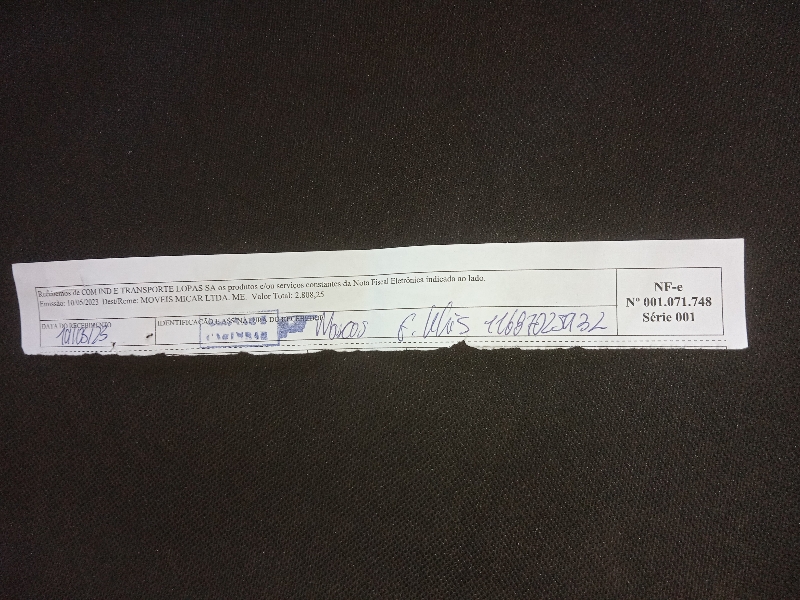 Recebemos de COM IND E TRANSPORTE LOPAS SA os produtos e/ou serviços constantes da Nota Fiscal Eletrônica indicada ao lado.
Emissão: 10/05/2023 Dest/Reme: MOVEIS MICAR LTDA. ME. Valor Total: 2.808,25
DATA DO RECEBIMENTO
IDENTIFICAÇÃO E ASSINATURA DO RECEBEDOR
Marcos F.
NF-e
Nº 001.071.748
Série 001